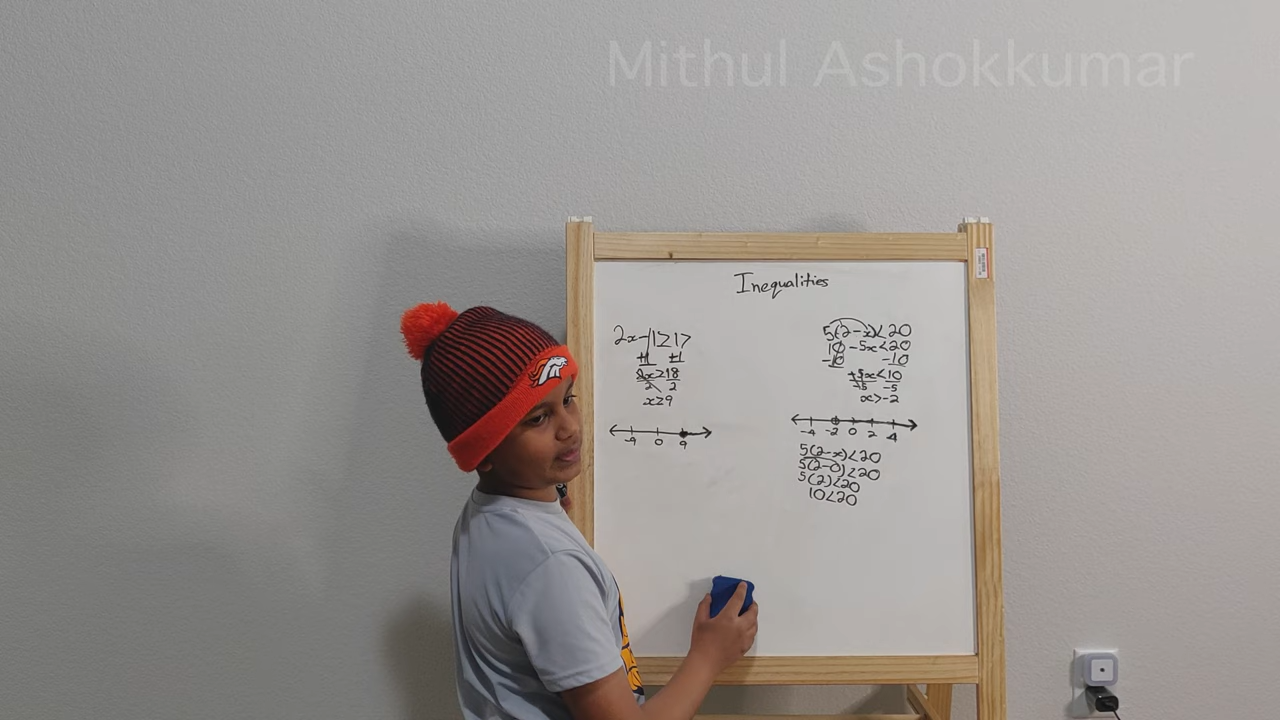 Mithul Ashokkumar
Inequalities
2x-1≥17
+1 +1
2x≥18
2 2
x≥9
-9 0 9
5(2-x)<20
10-5x<20
-10 -10
-5x<10
-5 -5
x>-2
-4 -2 0 2 4
5(2-x)<20
5(2-0)<20
5(2)<20
10<20